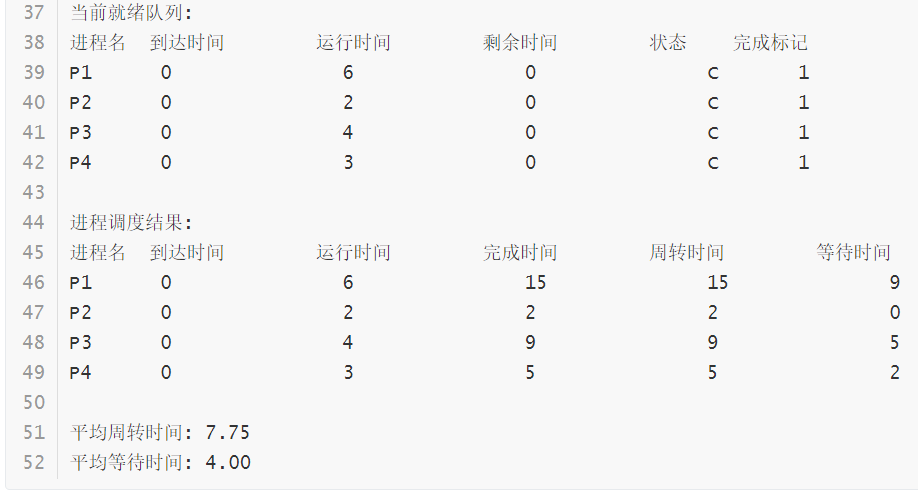 37 当前就绪队列:
38 进程名 到达时间 运行时间 剩余时间 状态 完成标记
39 P1 0 6 0 C 1
40 P2 0 2 0 C 1
41 P3 0 4 0 C 1
42 P4 0 3 0 C 1
43
44 进程调度结果:
45 进程名 到达时间 运行时间 完成时间 周转时间 等待时间
46 P1 0 6 15 15 9
47 P2 0 2 2 2 0
48 P3 0 4 9 9 5
49 P4 0 3 5 5 2
50
51 平均周转时间: 7.75
52 平均等待时间: 4.00